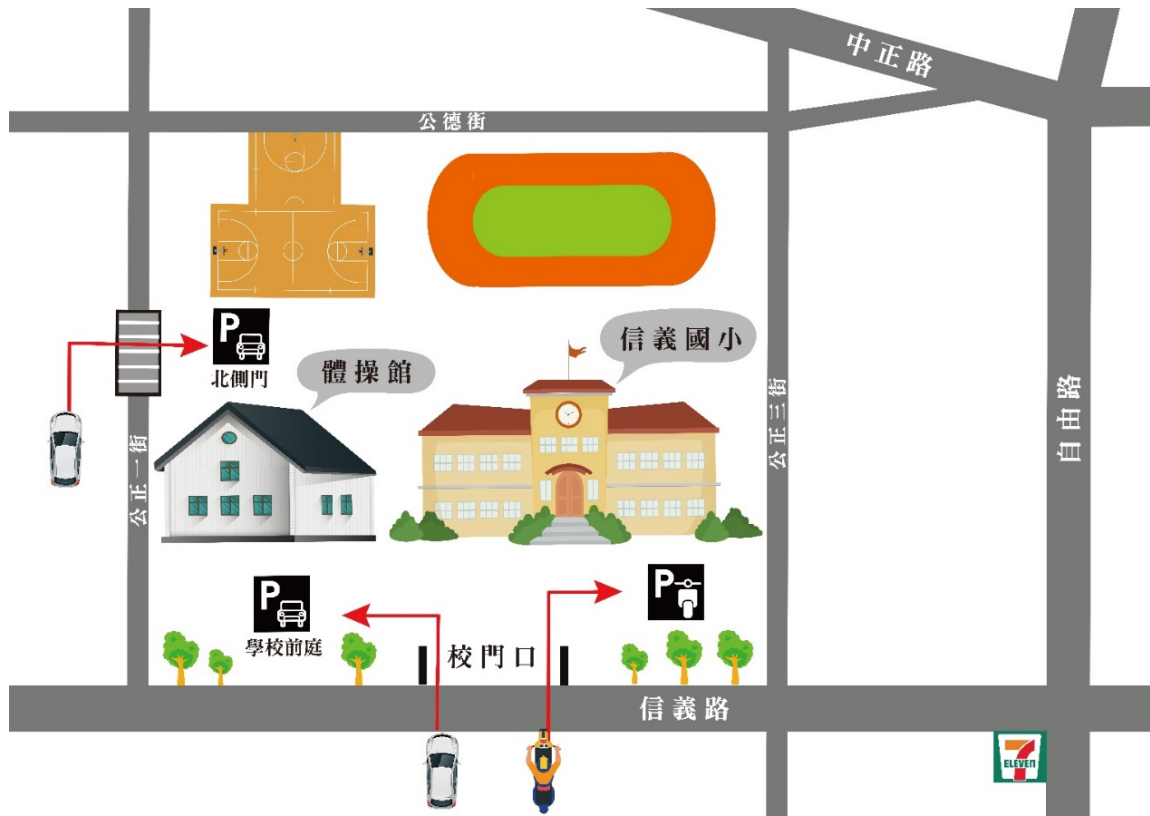 中正路
公德街
信義國小
P
北側門
體操館
公正一街
公正三街
自由路
P
學校前庭
P
校門口
信義路
7
ELEVEn